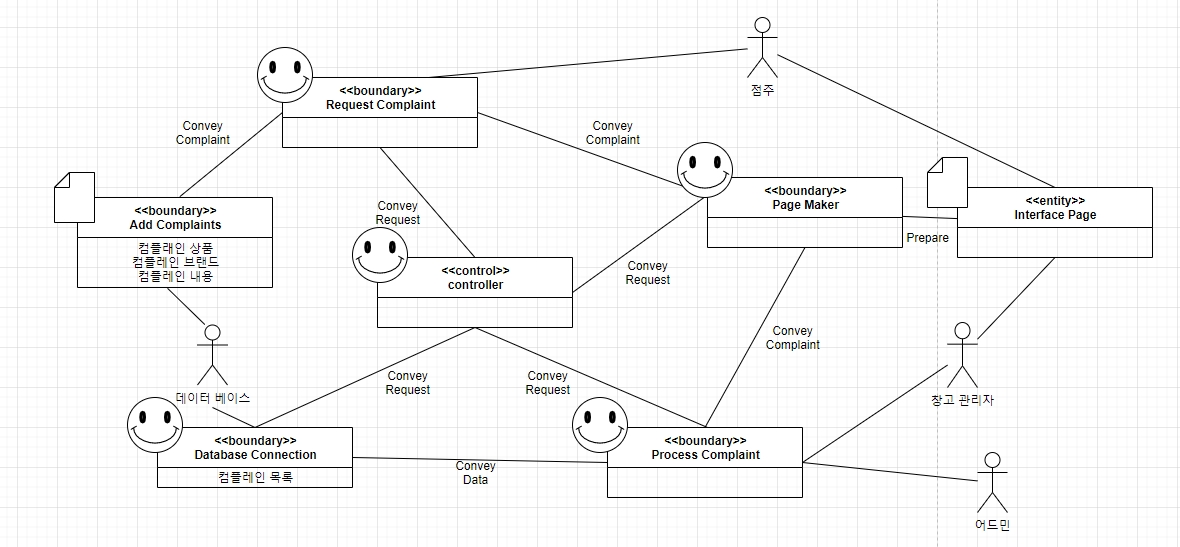 점주
<<boundary>>
Request Complaint
Convey
Complaint
Convey
Complaint
<<boundary>>
Add Complaints
컴플래인 상품
컴플레인 브랜드
컴플레인 내용
Convey
Request
<<boundary>>
Page Maker
<<entity>>
Interface Page
Prepare
<<control>>
controller
Convey
Request
Convey
Complaint
데이터 베이스
Convey
Request
Convey
Request
창고 관리자
<<boundary>>
Database Connection
컴플레인 목록
Convey
Data
<<boundary>>
Process Complaint
어드민